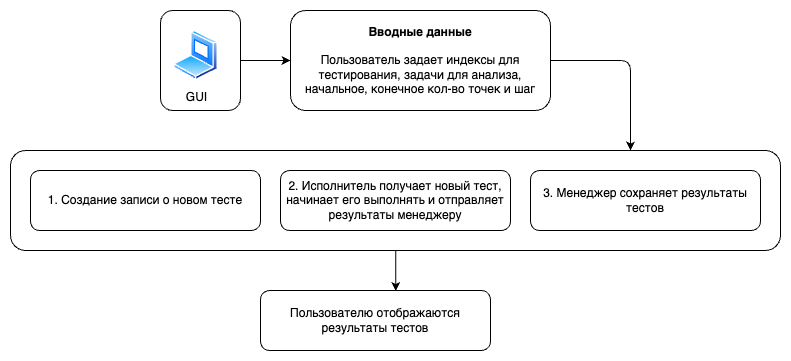 GUI
Вводные данные
Пользователь задает индексы для
тестирования, задачи для анализа,
начальное, конечное кол-во точек и шаг
1. Создание записи о новом тесте
2. Исполнитель получает новый тест,
начинает его выполнять и отправляет
результаты менеджеру
3. Менеджер сохраняет результаты
тестов
Пользователю отображаются
результаты тестов